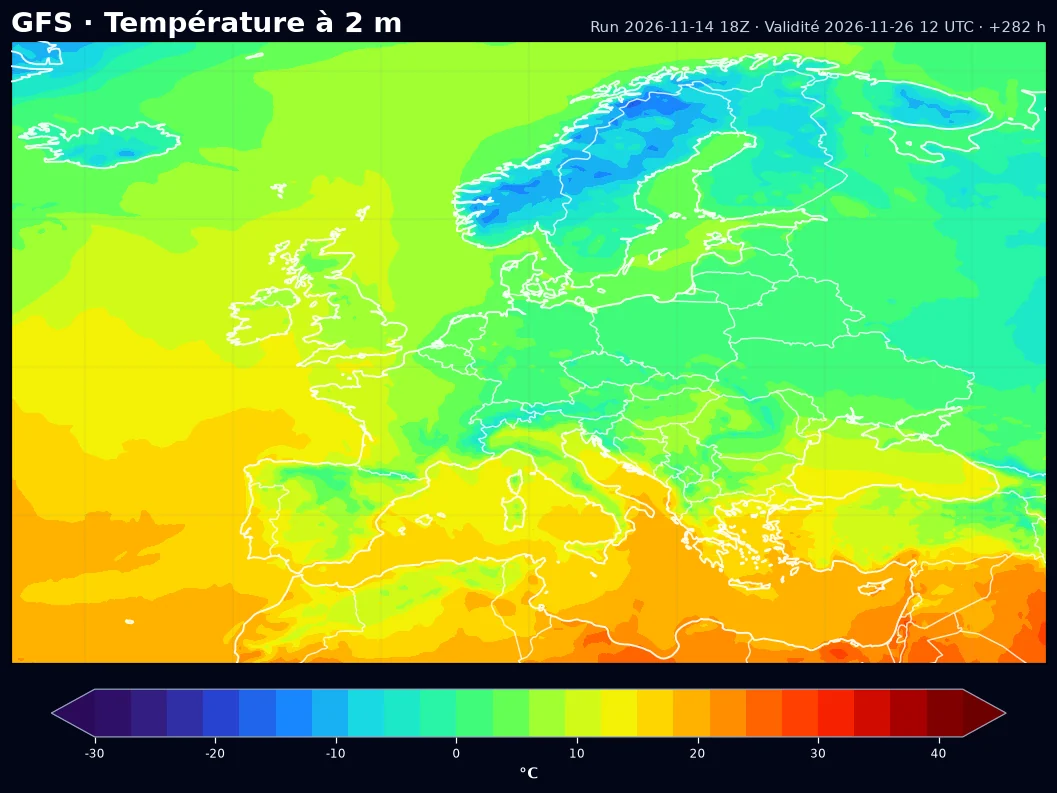 GFS · Température à 2 m
Run 2026-11-14 18Z · Validité 2026-11-26 12 UTC · +282 h
-30 -20 -10 0 10 20 30 40
°C